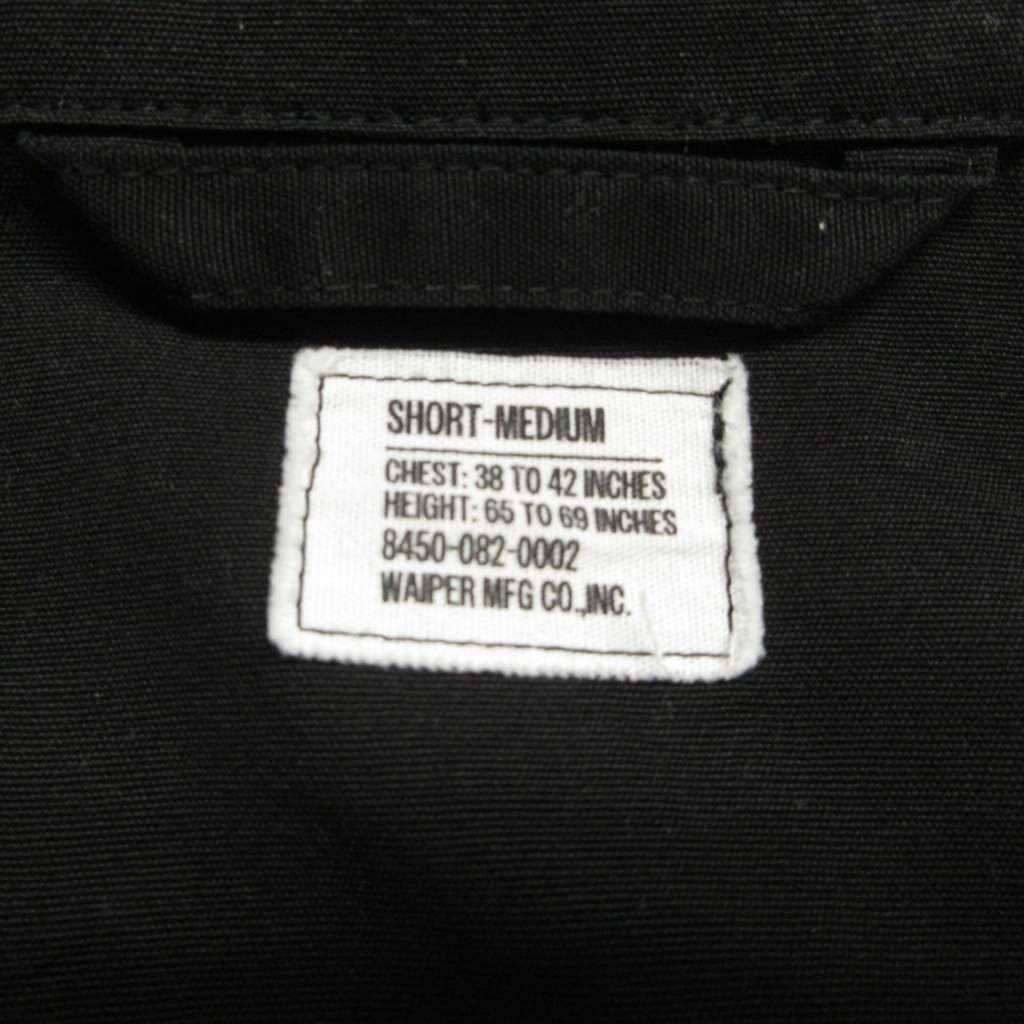 SHORT-MEDIUM
CHEST: 38 TO 42 INCHES
HEIGHT: 65 TO 69 INCHES
8450-082-0002
WAIPER MFG CO.,INC.